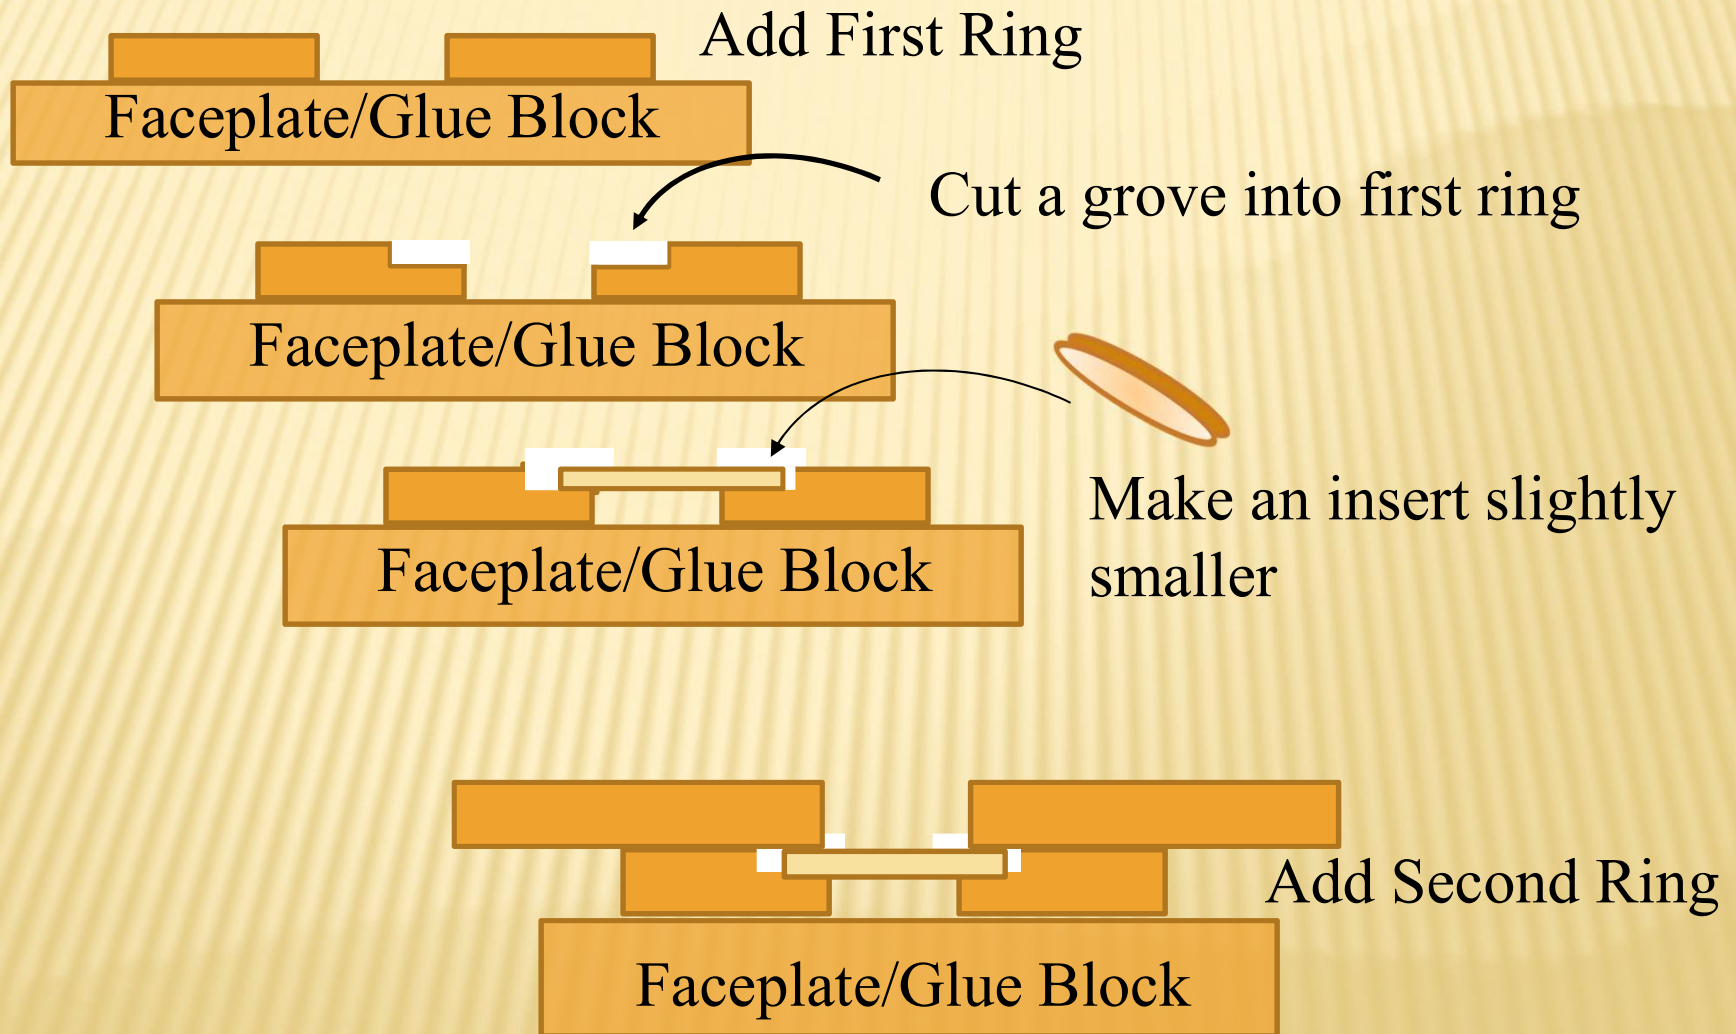 Add First Ring
Faceplate/Glue Block
Cut a grove into first ring
Faceplate/Glue Block
Make an insert slightly
smaller
Faceplate/Glue Block
Add Second Ring
Faceplate/Glue Block